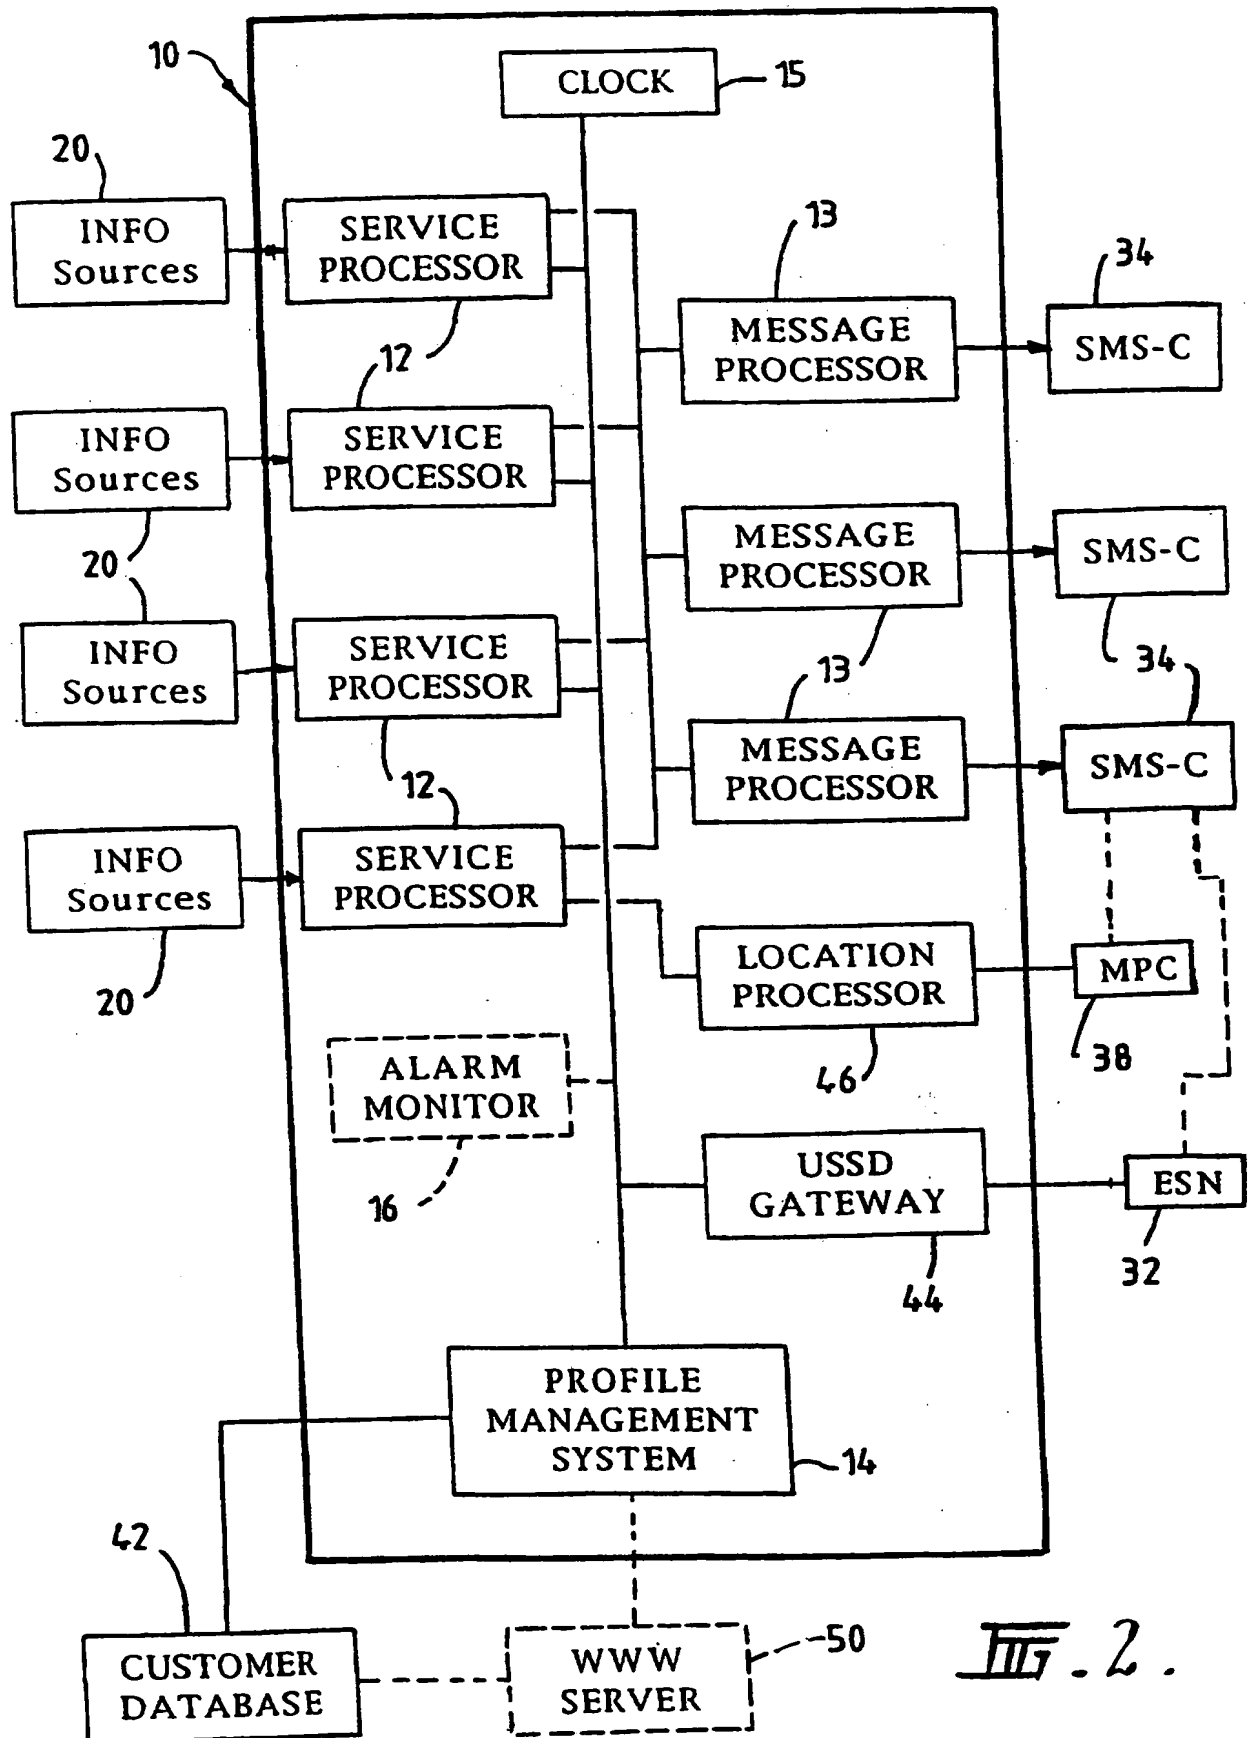 10
CLOCK
15
20
INFO
Sources
SERVICE
PROCESSOR
13
34
12
MESSAGE
PROCESSOR
SMS-C
INFO
Sources
SERVICE
PROCESSOR
20
MESSAGE
PROCESSOR
SMS-C
INFO
Sources
SERVICE
PROCESSOR
13
34
12
MESSAGE
PROCESSOR
SMS-C
INFO
Sources
SERVICE
PROCESSOR
20
LOCATION
PROCESSOR
MPC
38
46
ALARM
MONITOR
16
USSD
GATEWAY
ESN
32
44
PROFILE
MANAGEMENT
SYSTEM
14
42
CUSTOMER
DATABASE
WWW
SERVER
50
FIG. 2.